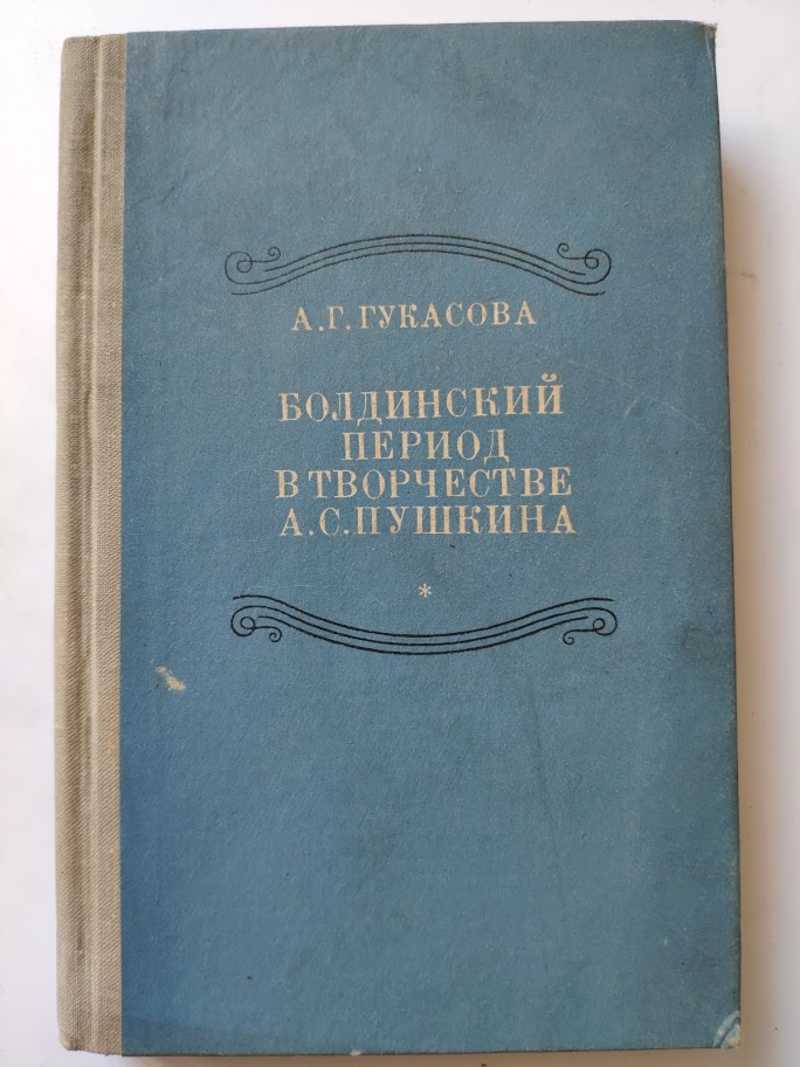 А.Г.ГУКАСОВА
БОЛДИНСКИЙ
ПЕРИОД
В ТВОРЧЕСТВЕ
А.С.ПУШКИНА
*